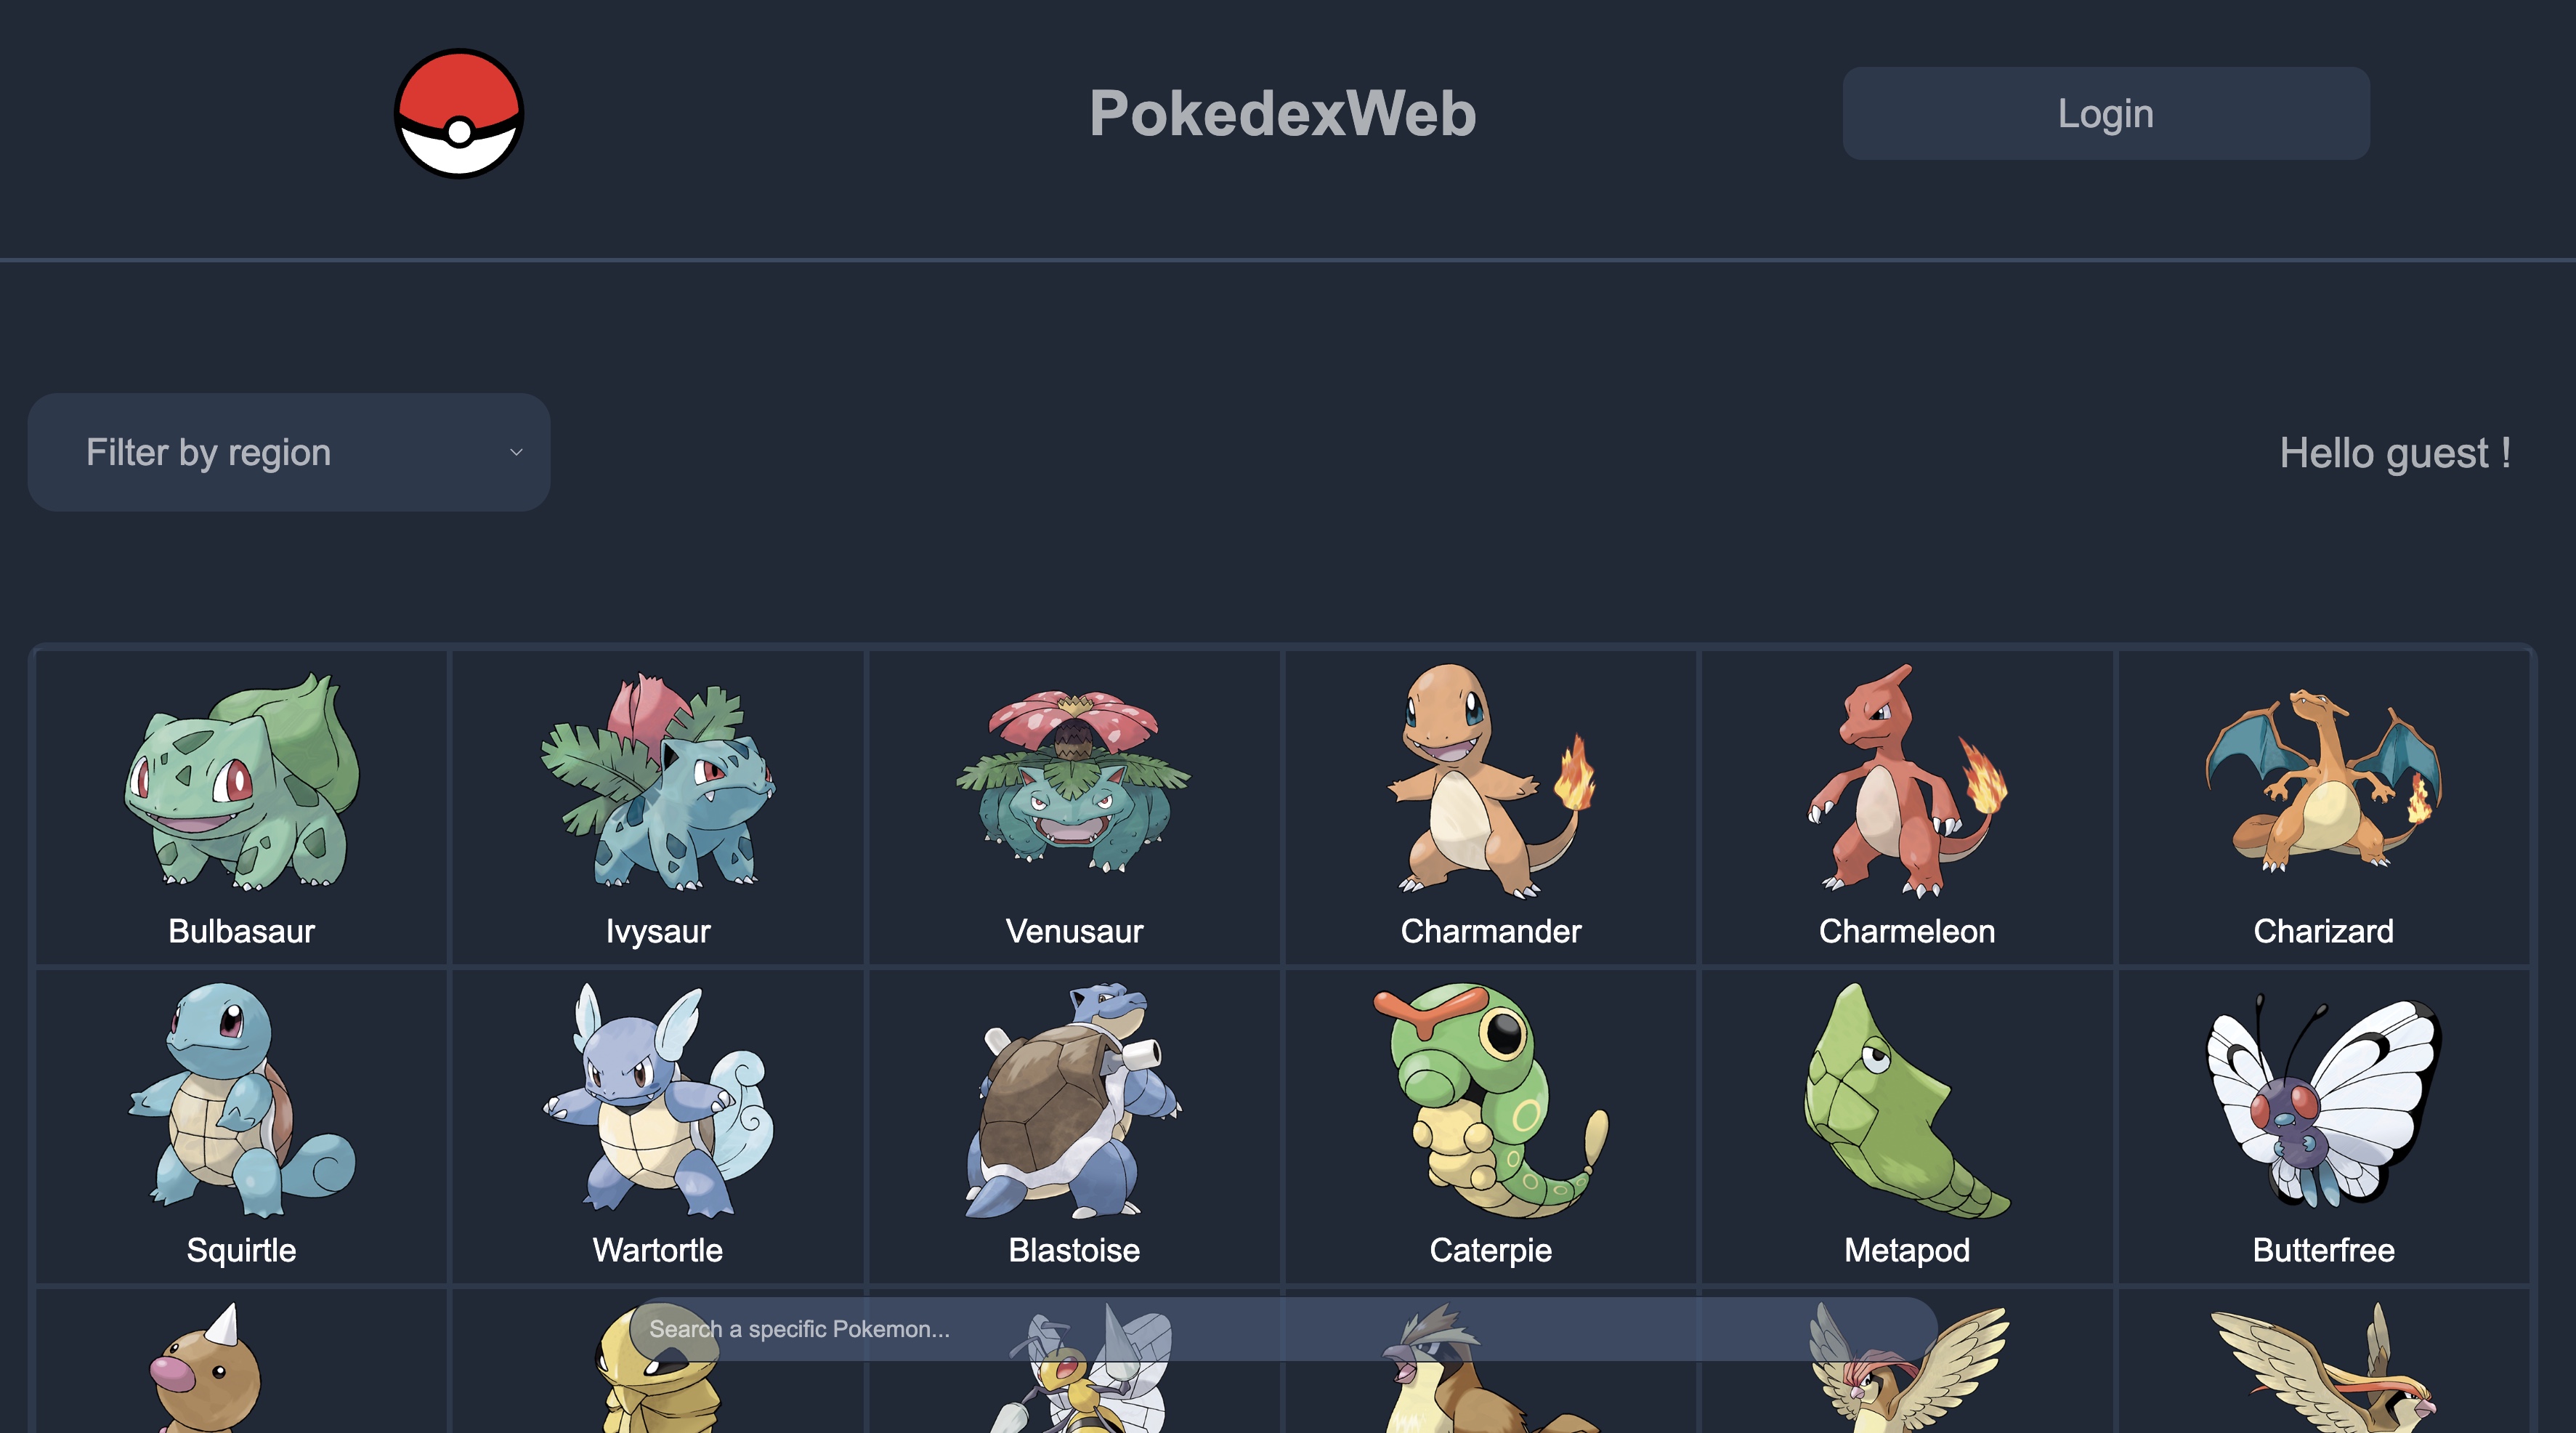 PokedexWeb
Login
Filter by region
Hello guest !
Bulbasaur
Ivysaur
Venusaur
Charmander
Charmeleon
Charizard
Squirtle
Wartortle
Blastoise
Caterpie
Metapod
Butterfree
Search a specific Pokemon...